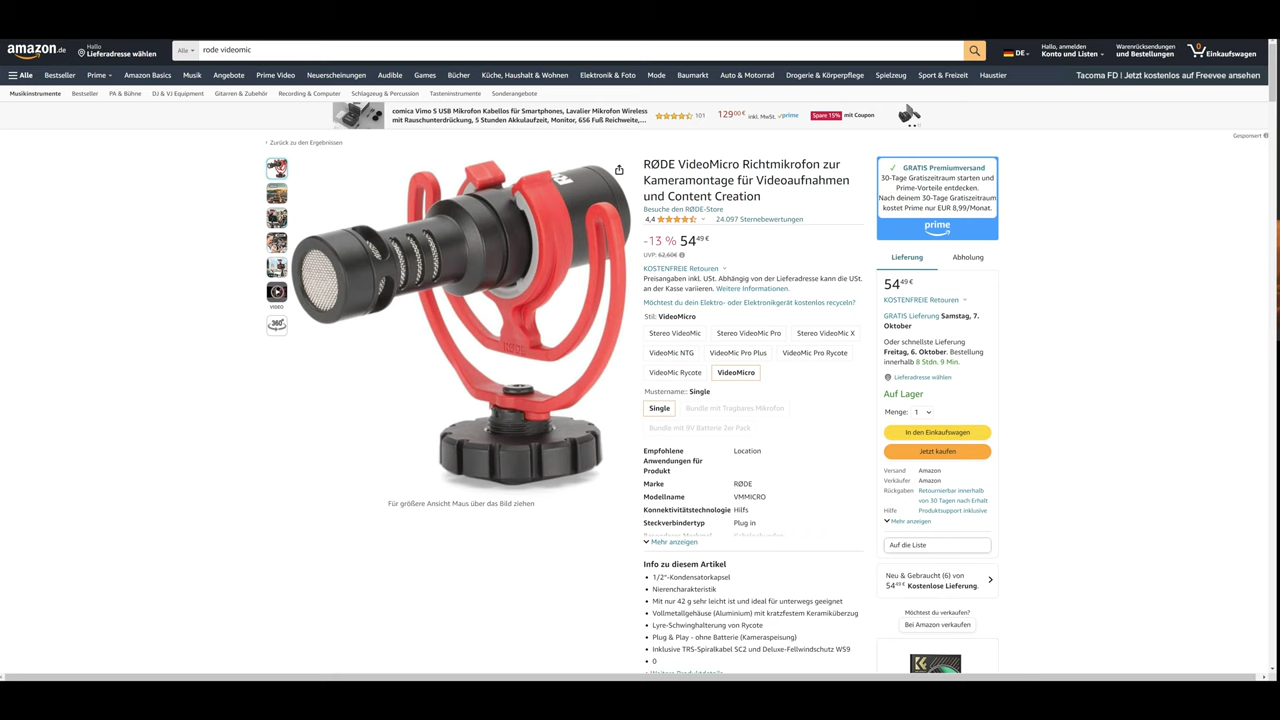 amazon.de
Hallo
Lieferadresse wählen
Alle
rode videomic
DE
Hallo, anmelden
Konto und Listen
Warenrücksendungen
und Bestellungen
0
Einkaufswagen
Alle
Bestseller
Prime
Amazon Basics
Musik
Angebote
Prime Video
Neuerscheinungen
Audible
Games
Bücher
Küche, Haushalt & Wohnen
Elektronik & Foto
Mode
Baumarkt
Auto & Motorrad
Drogerie & Körperpflege
Spielzeug
Sport & Freizeit
Haustier
Tacoma FD | Jetzt kostenlos auf Freevee ansehen
Musikinstrumente
Bestseller
PA & Bühne
DJ & VJ Equipment
Gitarren & Zubehör
Recording & Computer
Schlagzeug & Percussion
Tasteninstrumente
Sonderangebote
comica Vimo S USB Mikrofon Kabellos für Smartphones, Lavalier Mikrofon Wireless
mit Rauschunterdrückung, 5 Stunden Akkulaufzeit, Monitor, 656 Fuß Reichweite,...
101
129,00 € inkl. MwSt. prime
Spare 15% mit Coupon
Gesponsert
‹ Zurück zu den Ergebnissen
VIDEO
360°
RØDE
Für größere Ansicht Maus über das Bild ziehen
RØDE VideoMicro Richtmikrofon zur
Kameramontage für Videoaufnahmen
und Content Creation
Besuche den RØDE-Store
4,4
24.097 Sternebewertungen
-13 % 54,49 €
UVP: 62,60€
KOSTENFREIE Retouren
Preisangaben inkl. USt. Abhängig von der Lieferadresse kann die USt.
an der Kasse variieren. Weitere Informationen.
Möchtest du dein Elektro- oder Elektronikgerät kostenlos recyceln?
Stil: VideoMicro
Stereo VideoMic
Stereo VideoMic Pro
Stereo VideoMic X
VideoMic NTG
VideoMic Pro Plus
VideoMic Pro Rycote
VideoMic Rycote
VideoMicro
Mustername:: Single
Single
Bundle mit Tragbares Mikrofon
Bundle mit 9V Batterie 2er Pack
Empfohlene
Anwendungen für
Produkt
Location
Marke RØDE
Modellname VMMICRO
Konnektivitätstechnologie Hilfs
Steckverbindertyp Plug in
Mehr anzeigen
Info zu diesem Artikel
• 1/2"-Kondensatorkapsel
• Nierencharakteristik
• Mit nur 42 g sehr leicht ist und ideal für unterwegs geeignet
• Vollmetallgehäuse (Aluminium) mit kratzfestem Keramiküberzug
• Lyre-Schwinghalterung von Rycote
• Plug & Play - ohne Batterie (Kameraspeisung)
• Inklusive TRS-Spiralkabel SC2 und Deluxe-Fellwindschutz WS9
• 0
GRATIS Premiumversand
30-Tage Gratiszeitraum starten und
Prime-Vorteile entdecken.
Nach deinem 30-Tage Gratiszeitraum
kostet Prime nur EUR 8,99/Monat.
prime
Lieferung
Abholung
54,49 €
KOSTENFREIE Retouren
GRATIS Lieferung Samstag, 7.
Oktober
Oder schnellste Lieferung
Freitag, 6. Oktober. Bestellung
innerhalb 8 Stdn. 9 Min.
Lieferadresse wählen
Auf Lager
Menge: 1
In den Einkaufswagen
Jetzt kaufen
Versand Amazon
Verkäufer Amazon
Rückgaben Retournierbar innerhalb
von 30 Tagen nach Erhalt
Hilfe Produktsupport inklusive
Mehr anzeigen
Auf die Liste
Neu & Gebraucht (6) von
54,49 € Kostenlose Lieferung.
Möchtest du verkaufen?
Bei Amazon verkaufen